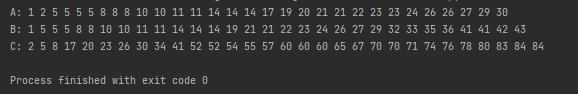 A: 1 2 5 5 5 5 8 8 8 10 10 11 11 14 14 14 17 19 20 21 21 22 23 23 24 26 26 27 29 30
B: 1 5 5 5 8 8 10 10 11 11 14 14 14 19 21 21 22 23 24 26 27 29 32 33 35 36 41 41 42 43
C: 2 5 8 17 20 23 26 30 34 41 52 52 54 55 57 60 60 60 65 67 70 70 71 74 76 78 80 83 84 84
Process finished with exit code 0